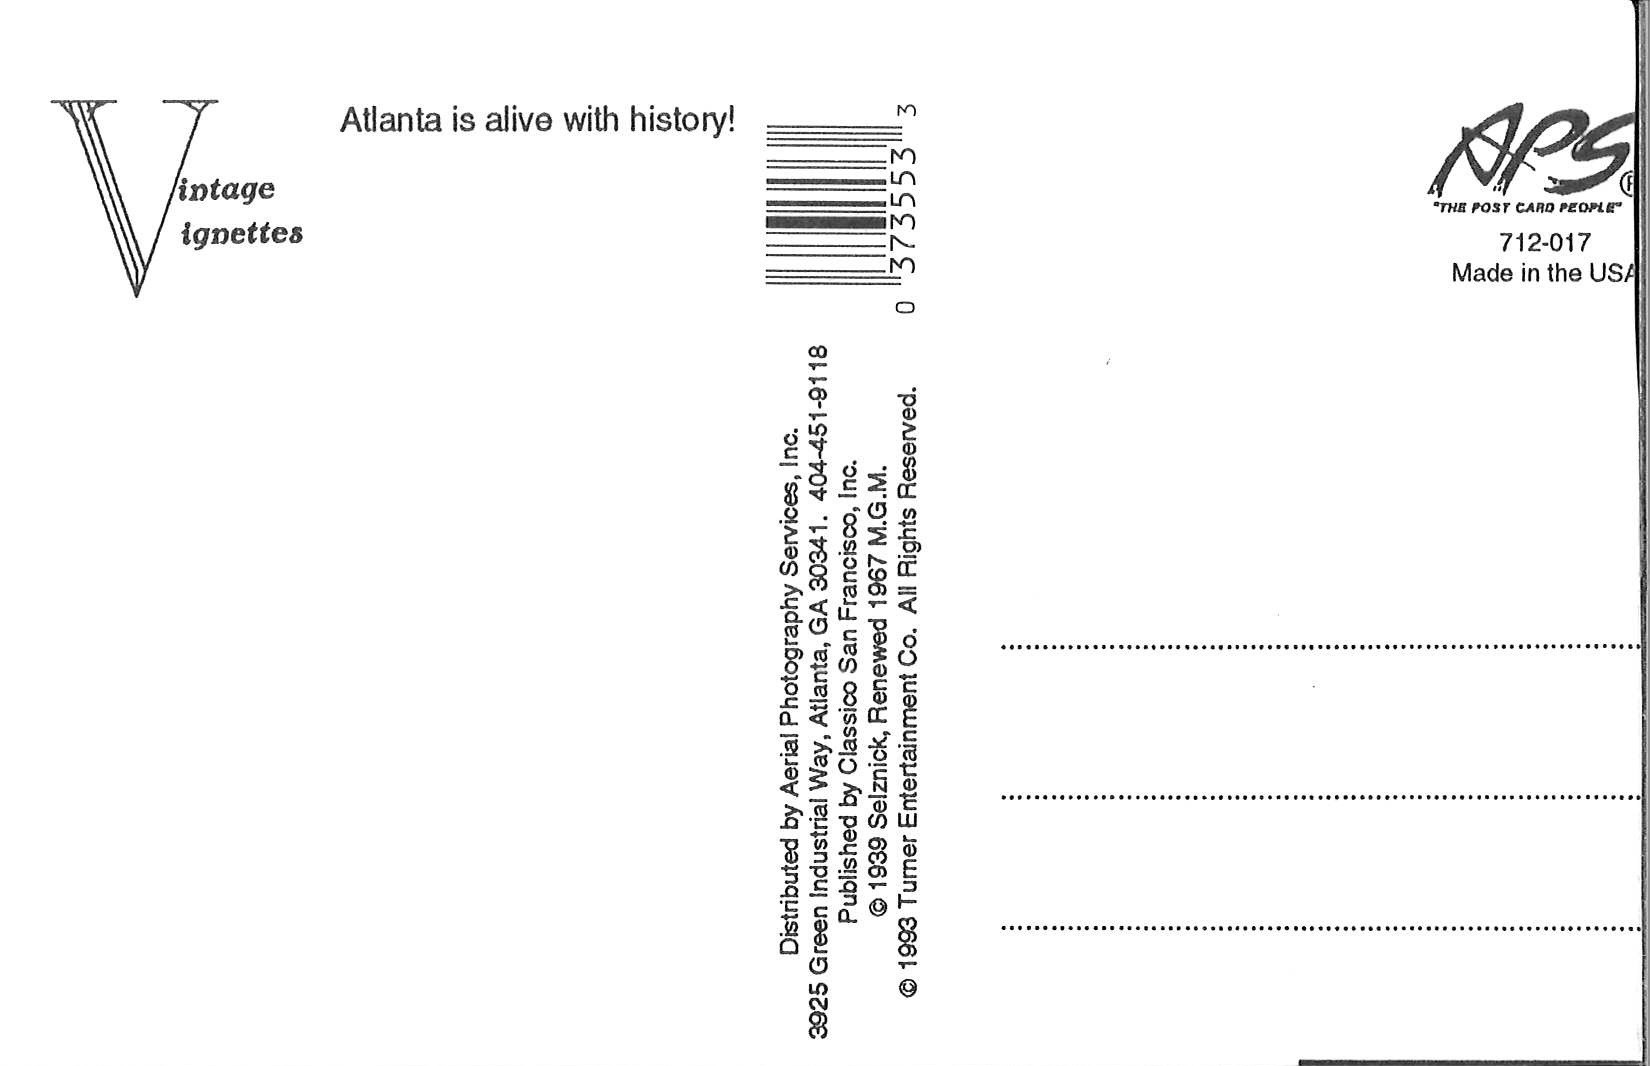 Vintage
Vignettes
Atlanta is alive with history!
0 373553 3
Distributed by Aerial Photography Services, Inc.
3925 Green Industrial Way, Atlanta, GA 30341. 404-451-9118
Published by Classico San Francisco, Inc.
© 1939 Selznick, Renewed 1967 M.G.M.
© 1993 Turner Entertainment Co. All Rights Reserved.
APS®
"THE POST CARD PEOPLE"
712-017
Made in the USA